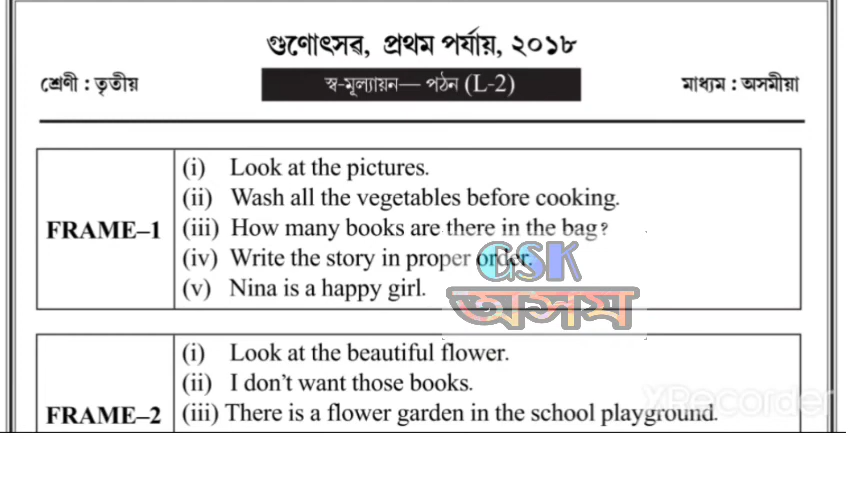 গুণোৎসৱ, প্ৰথম পৰ্যায়, ২০১৮
শ্ৰেণী : তৃতীয় স্ব-মূল্যায়ন— পঠন (L-2) মাধ্যম : অসমীয়া
FRAME–1
(i) Look at the pictures.
(ii) Wash all the vegetables before cooking.
(iii) How many books are there in the bag?
(iv) Write the story in proper order.
(v) Nina is a happy girl.
GSK
অসম
FRAME–2
(i) Look at the beautiful flower.
(ii) I don't want those books.
(iii) There is a flower garden in the school playground.
XRecorder